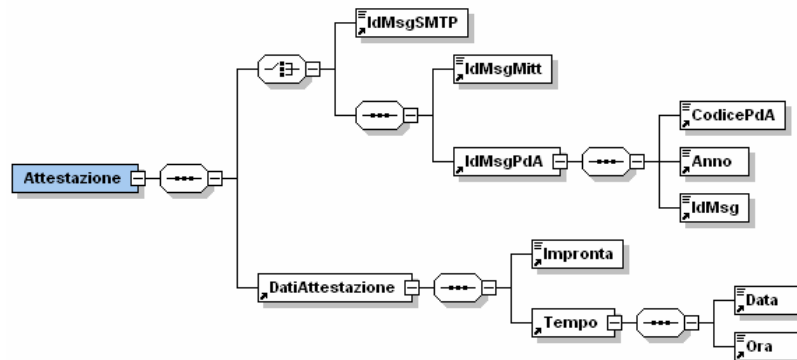 IdMsgSMTP
IdMsgMitt
CodicePdA
Attestazione
IdMsgPdA
Anno
IdMsg
DatiAttestazione
Impronta
Tempo
Data
Ora